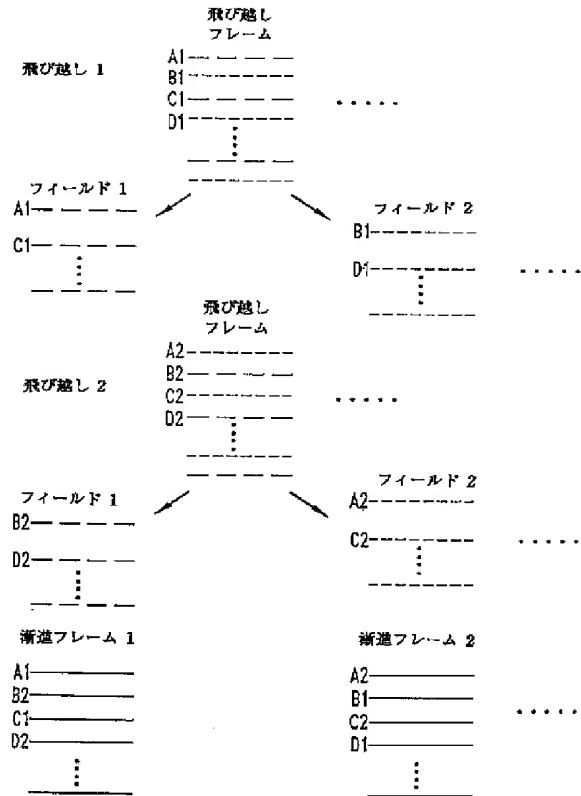 飛び越し
フレーム
飛び越し 1
A1
B1
C1
D1
フィールド 1
A1
C1
フィールド 2
B1
D1
飛び越し
フレーム
飛び越し 2
A2
B2
C2
D2
フィールド 1
B2
D2
フィールド 2
A2
C2
漸進フレーム 1
A1
B2
C1
D2
漸進フレーム 2
A2
B1
C2
D1